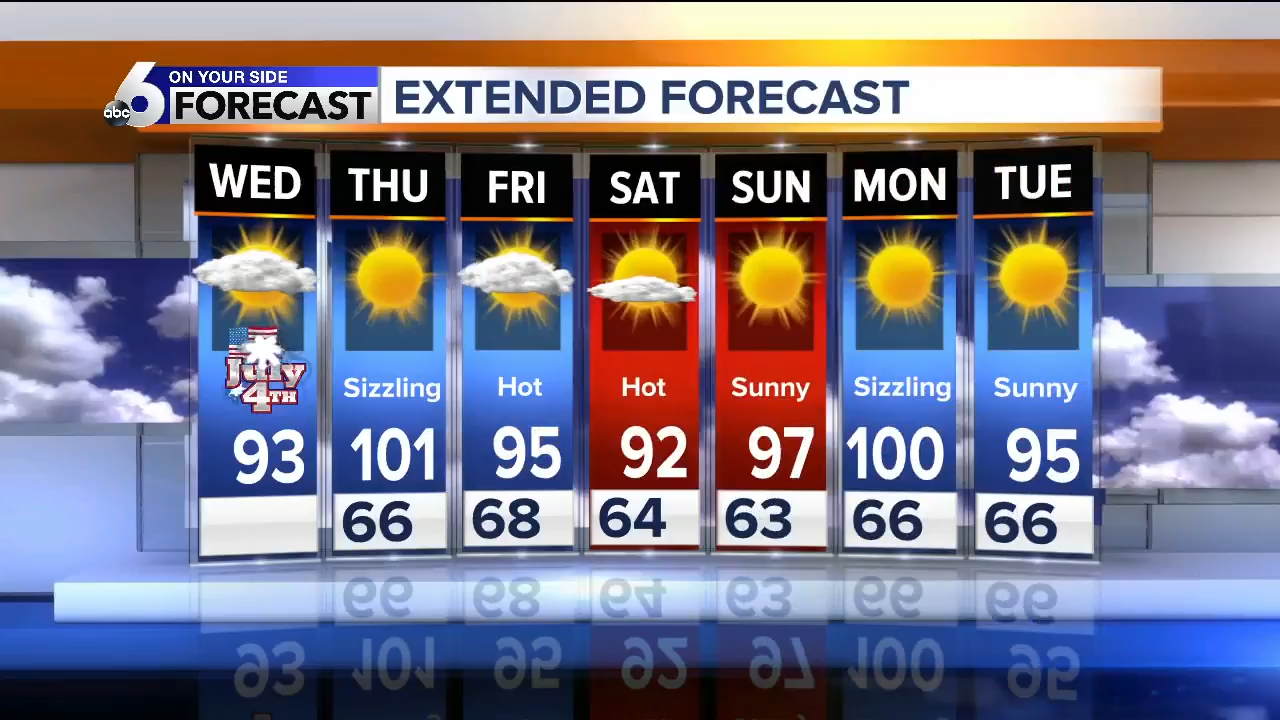 ON YOUR SIDE
abc 6 FORECAST
EXTENDED FORECAST
WED THU FRI SAT SUN MON TUE
July
4TH
Sizzling Hot Hot Sunny Sizzling Sunny
93 101 95 92 97 100 95
66 68 64 63 66 66